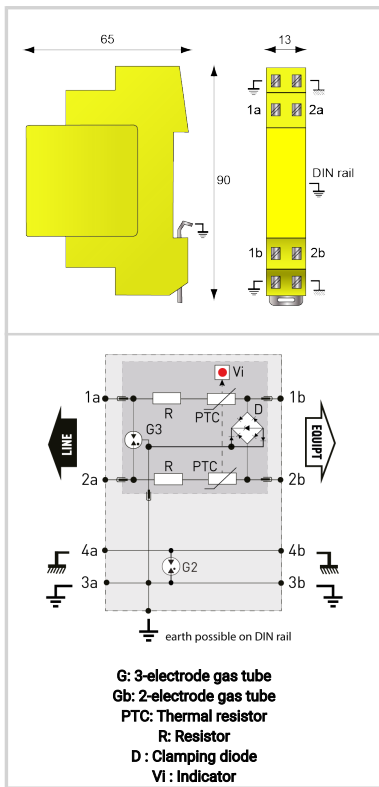 65
13
1a
2a
90
DIN rail
1b
2b
Vi
1a
1b
R
PTC
D
G3
LINE
EQUIPT
R
PTC
2a
2b
4a
4b
G2
3a
3b
earth possible on DIN rail
G: 3-electrode gas tube
Gb: 2-electrode gas tube
PTC: Thermal resistor
R: Resistor
D : Clamping diode
Vi : Indicator